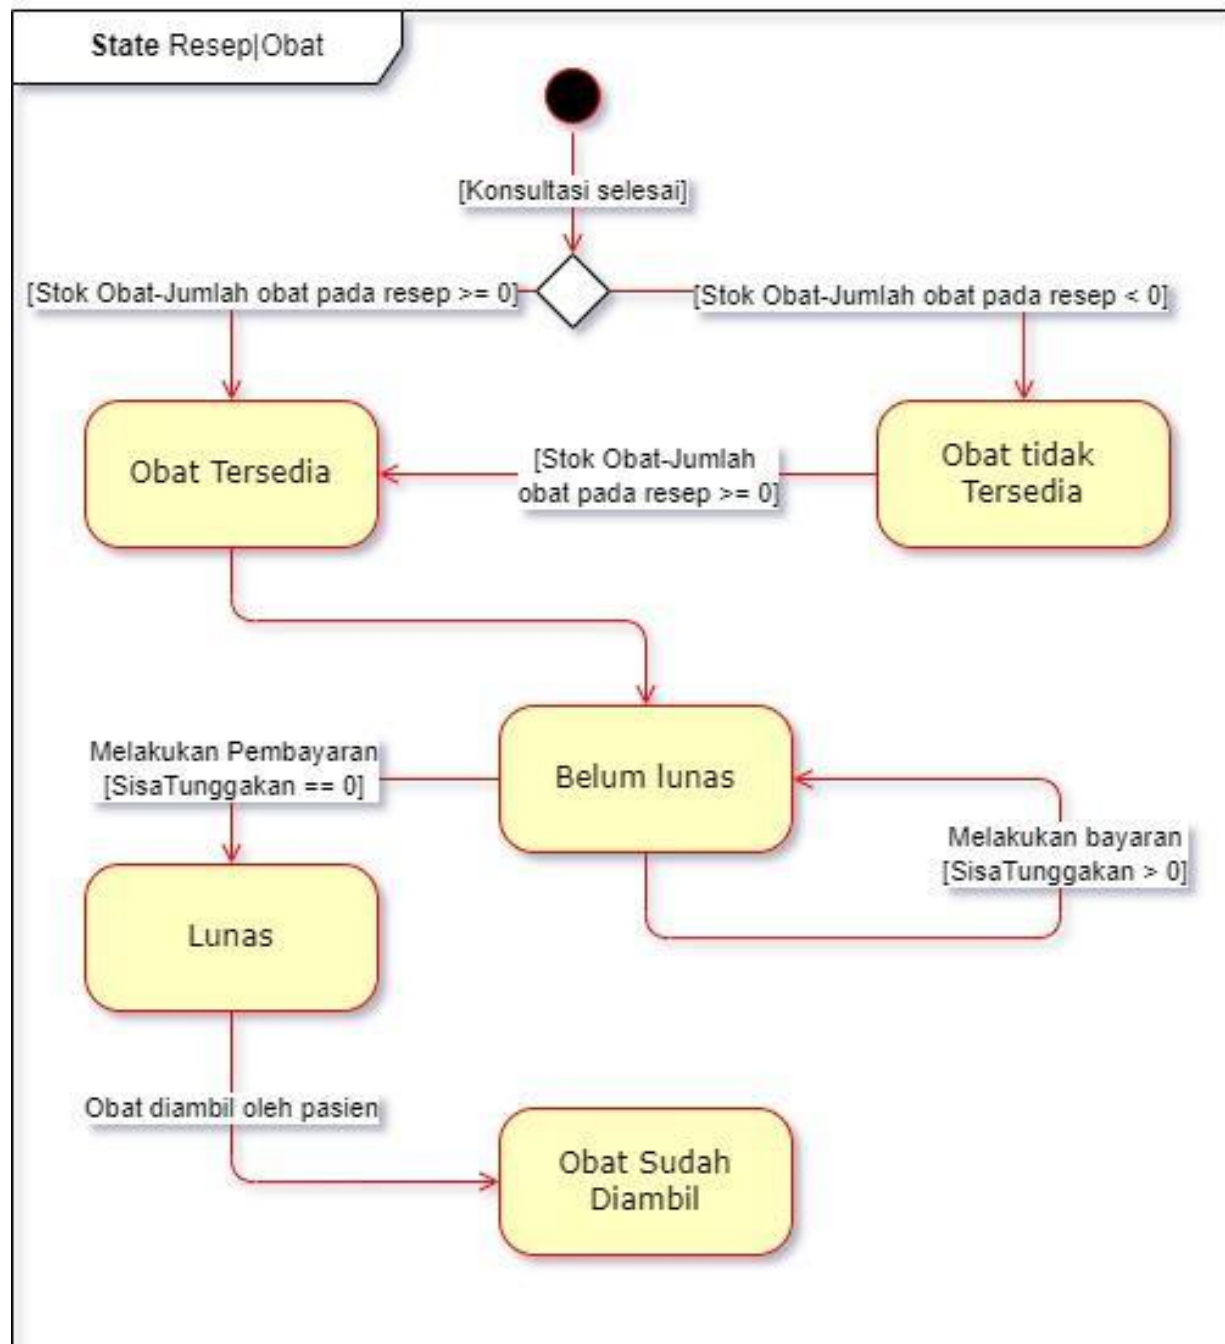 State Resep|Obat
[Konsultasi selesai]
[Stok Obat-Jumlah obat pada resep >= 0]
[Stok Obat-Jumlah obat pada resep < 0]
Obat Tersedia
[Stok Obat-Jumlah
obat pada resep >= 0]
Obat tidak
Tersedia
Melakukan Pembayaran
[SisaTunggakan == 0]
Belum lunas
Melakukan bayaran
[SisaTunggakan > 0]
Lunas
Obat diambil oleh pasien
Obat Sudah
Diambil